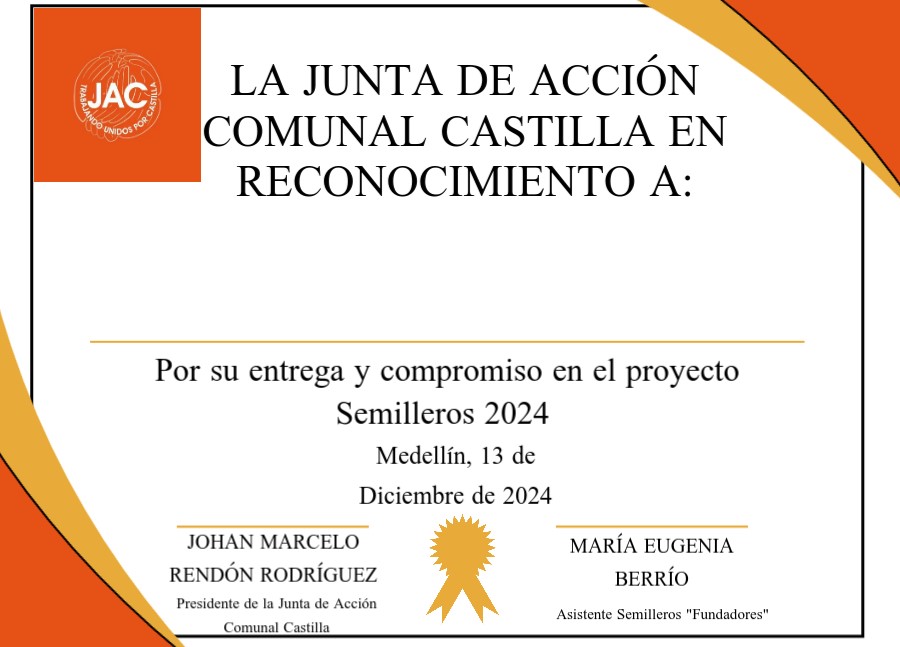 JAC
TRABAJANDO UNIDOS POR CASTILLA
LA JUNTA DE ACCIÓN
COMUNAL CASTILLA EN
RECONOCIMIENTO A:
Por su entrega y compromiso en el proyecto
Semilleros 2024
Medellín, 13 de
Diciembre de 2024
JOHAN MARCELO
RENDÓN RODRÍGUEZ
Presidente de la Junta de Acción
Comunal Castilla
MARÍA EUGENIA
BERRÍO
Asistente Semilleros "Fundadores"